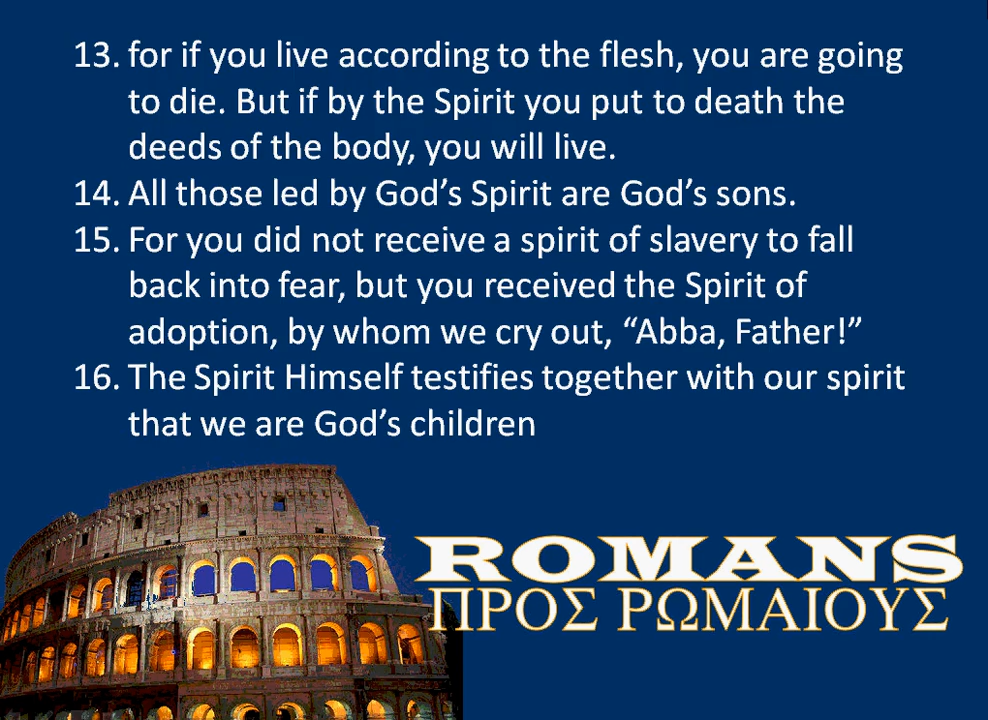 13. for if you live according to the flesh, you are going
to die. But if by the Spirit you put to death the
deeds of the body, you will live.
14. All those led by God’s Spirit are God’s sons.
15. For you did not receive a spirit of slavery to fall
back into fear, but you received the Spirit of
adoption, by whom we cry out, “Abba, Father!”
16. The Spirit Himself testifies together with our spirit
that we are God’s children
ROMANS
ΠΡΟΣ ΡΩΜΑΙΟΥΣ